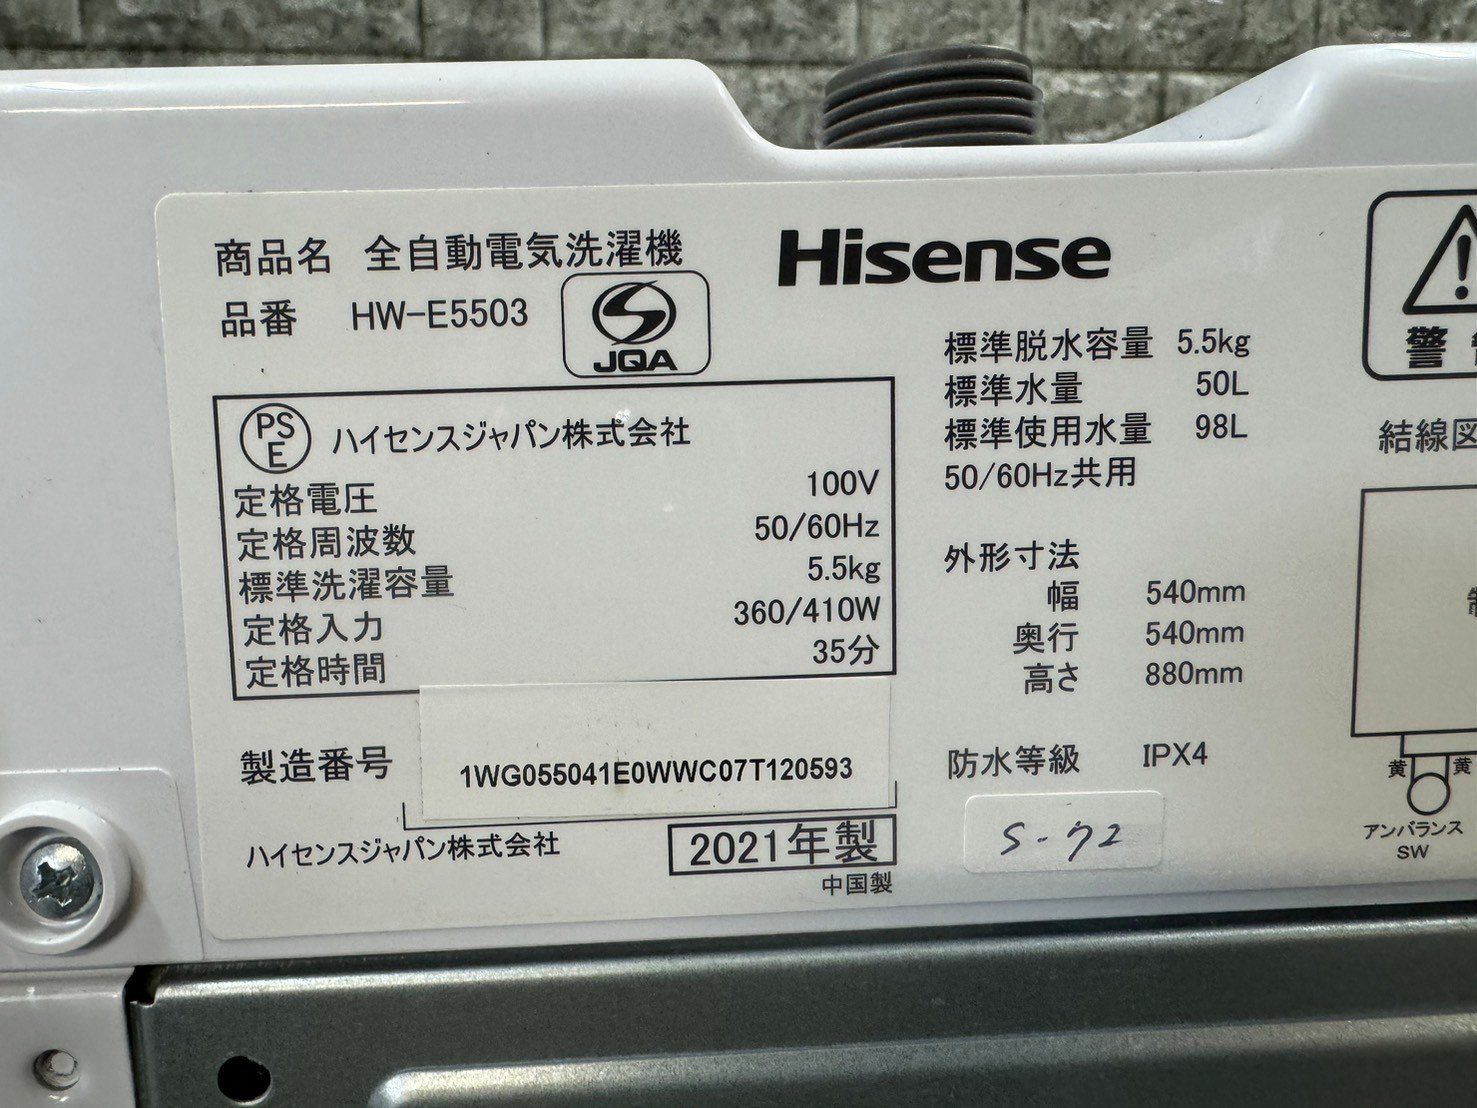 商品名 全自動電気洗濯機
品番 HW-E5503
JQA
Hisense
PSE ハイセンスジャパン株式会社
定格電圧 100V
定格周波数 50/60Hz
標準洗濯容量 5.5kg
定格入力 360/410W
定格時間 35分
製造番号 1WG055041E0WWC07T120593
ハイセンスジャパン株式会社
2021年製
中国製
標準脱水容量 5.5kg
標準水量 50L
標準使用水量 98L
50/60Hz共用
外形寸法
幅 540mm
奥行 540mm
高さ 880mm
防水等級 IPX4
S-72
警
結線図
黄 黄
アンバランス
SW